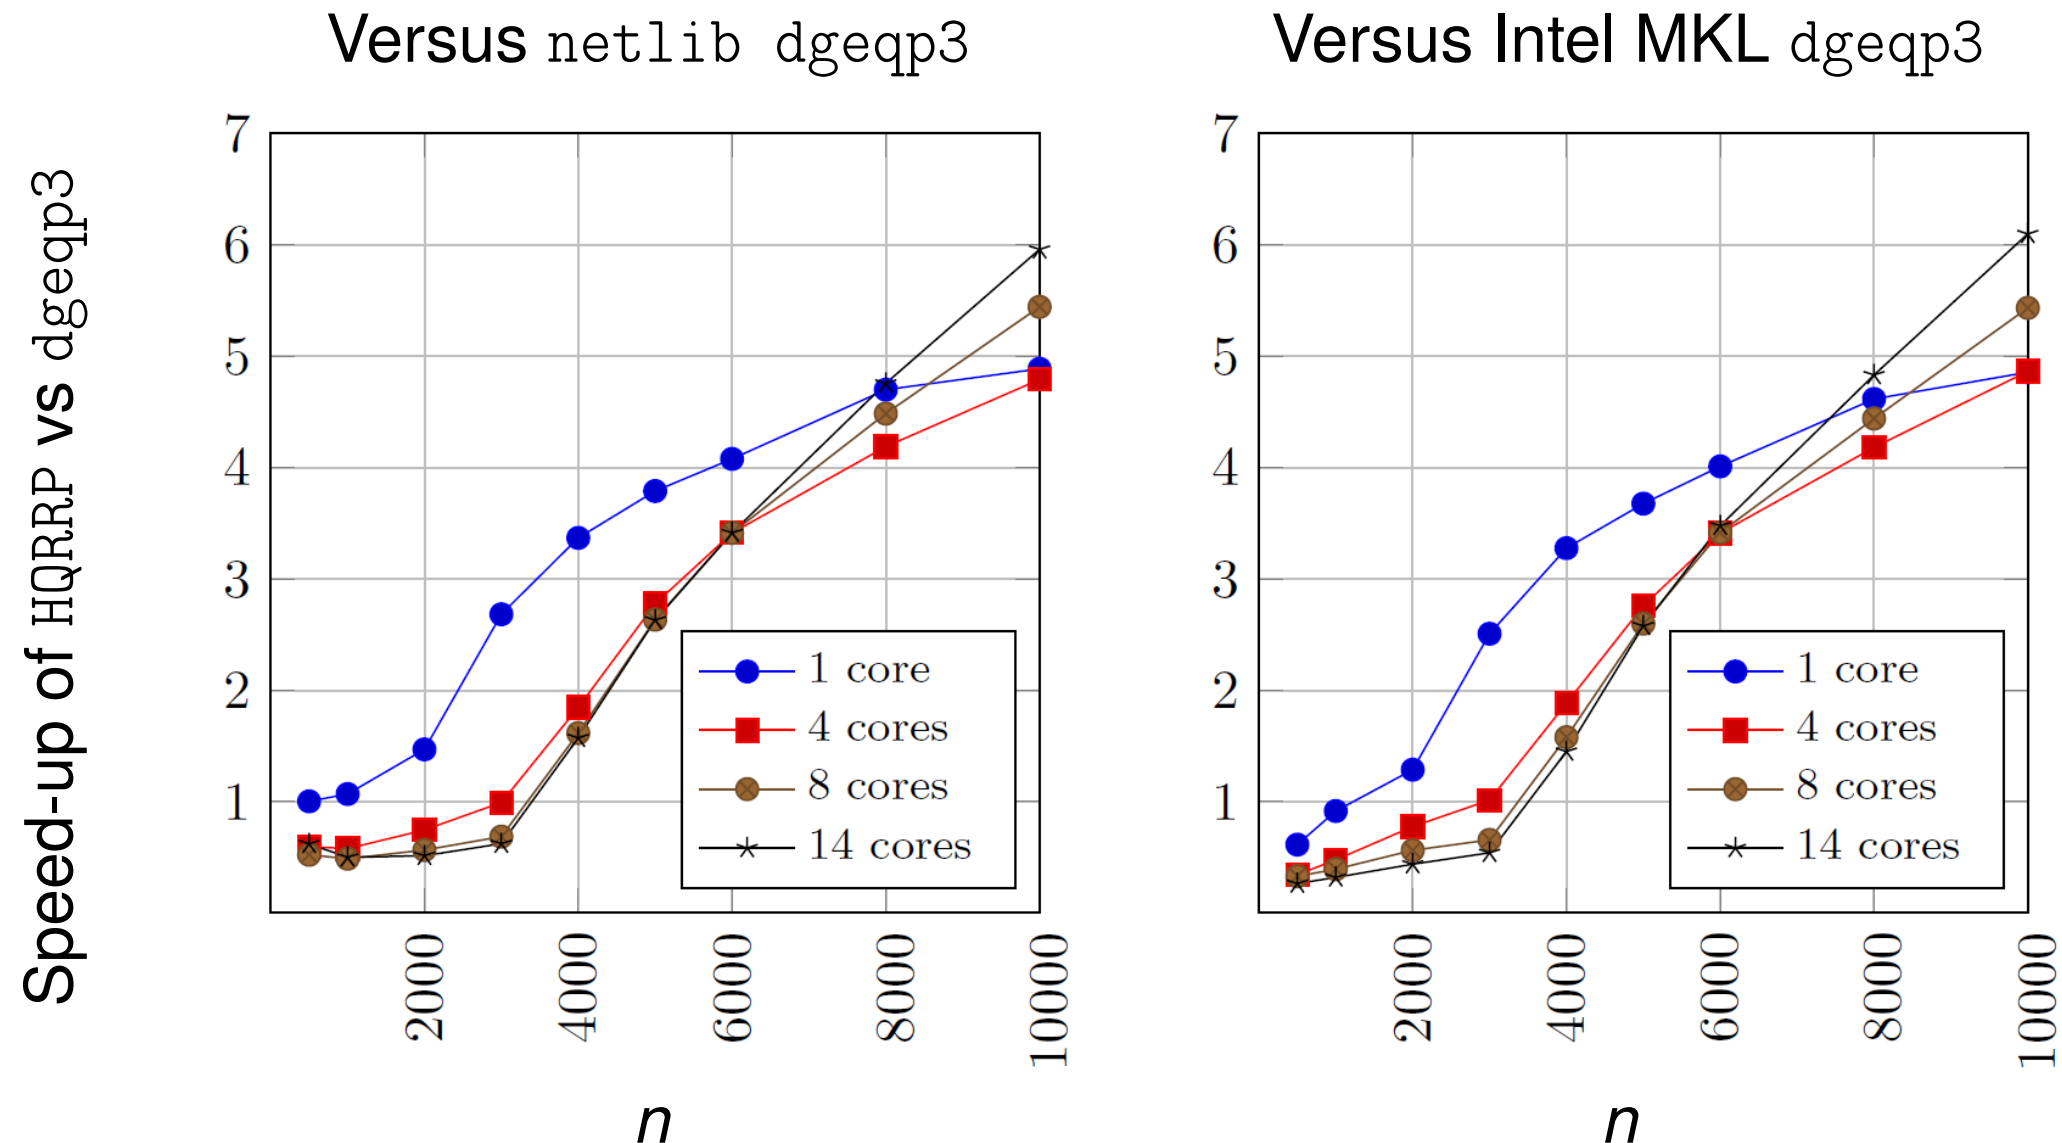 Versus netlib dgeqp3
Versus Intel MKL dgeqp3
Speed-up of HQRRP vs dgeqp3
7
6
5
4
3
2
1
1 core
4 cores
8 cores
14 cores
2000
4000
6000
8000
10000
n
7
6
5
4
3
2
1
1 core
4 cores
8 cores
14 cores
2000
4000
6000
8000
10000
n